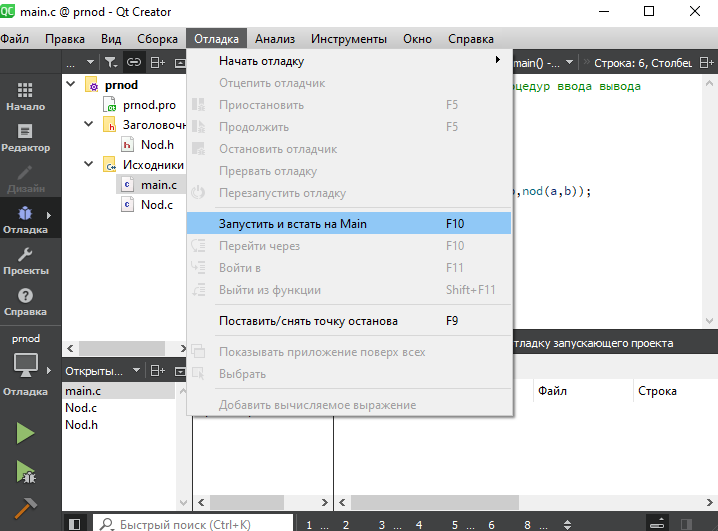 main.c @ prnod - Qt Creator
Файл Правка Вид Сборка Отладка Анализ Инструменты Окно Справка
... main() -... Строка: 6, Столбец
Начало
Редактор
Дизайн
Отладка
Проекты
Справка
prnod
Отладка
prnod
prnod.pro
Заголовоч
Nod.h
Исходники
main.c
Nod.c
Начать отладку
Отцепить отладчик
Приостановить F5
Продолжить F5
Остановить отладчик
Прервать отладку
Перезапустить отладку
Запустить и встать на Main F10
Перейти через F10
Войти в F11
Выйти из функции Shift+F11
Поставить/снять точку останова F9
Показывать приложение поверх всех
Выбрать
Добавить вычисляемое выражение
ввода вывода
,nod(a,b));
запускающего проекта
Файл Строка
Открыты...
main.c
Nod.c
Nod.h
Быстрый поиск (Ctrl+K) 1 ... 2 3 ... 4 ... 5 ... 6 ... 8 ...